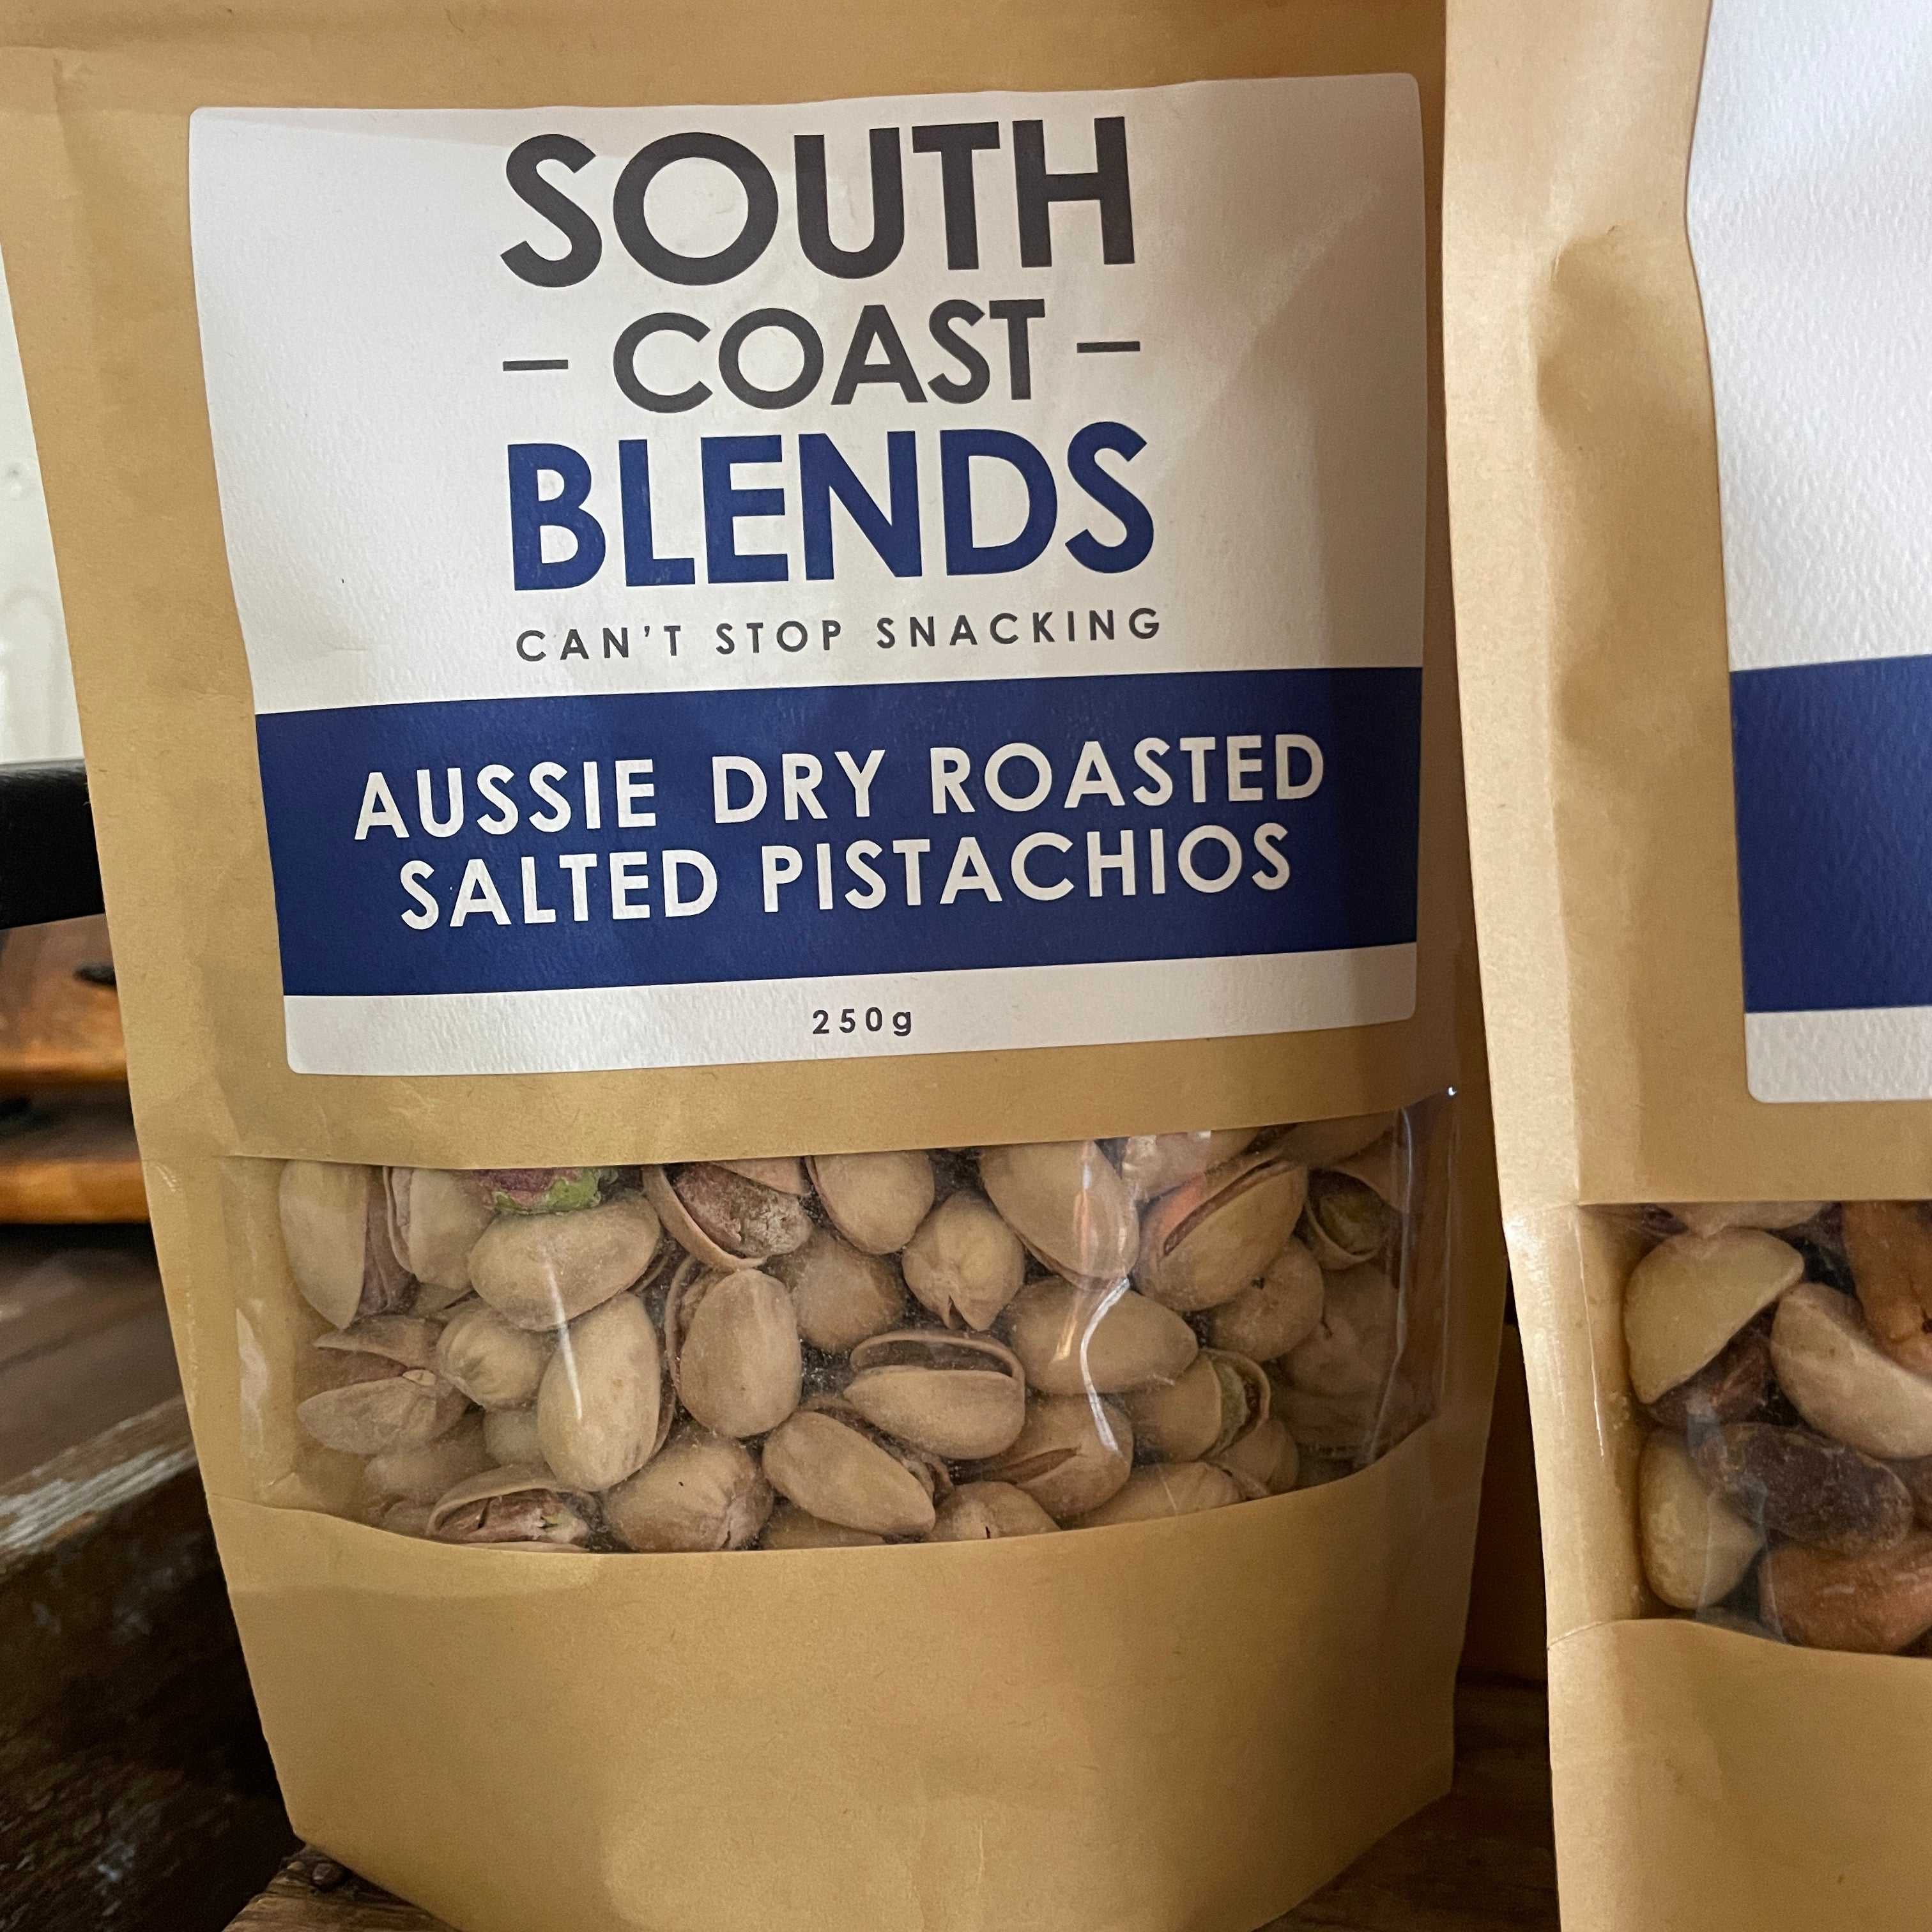 SOUTH
– COAST –
BLENDS
CAN'T STOP SNACKING
AUSSIE DRY ROASTED
SALTED PISTACHIOS
250g